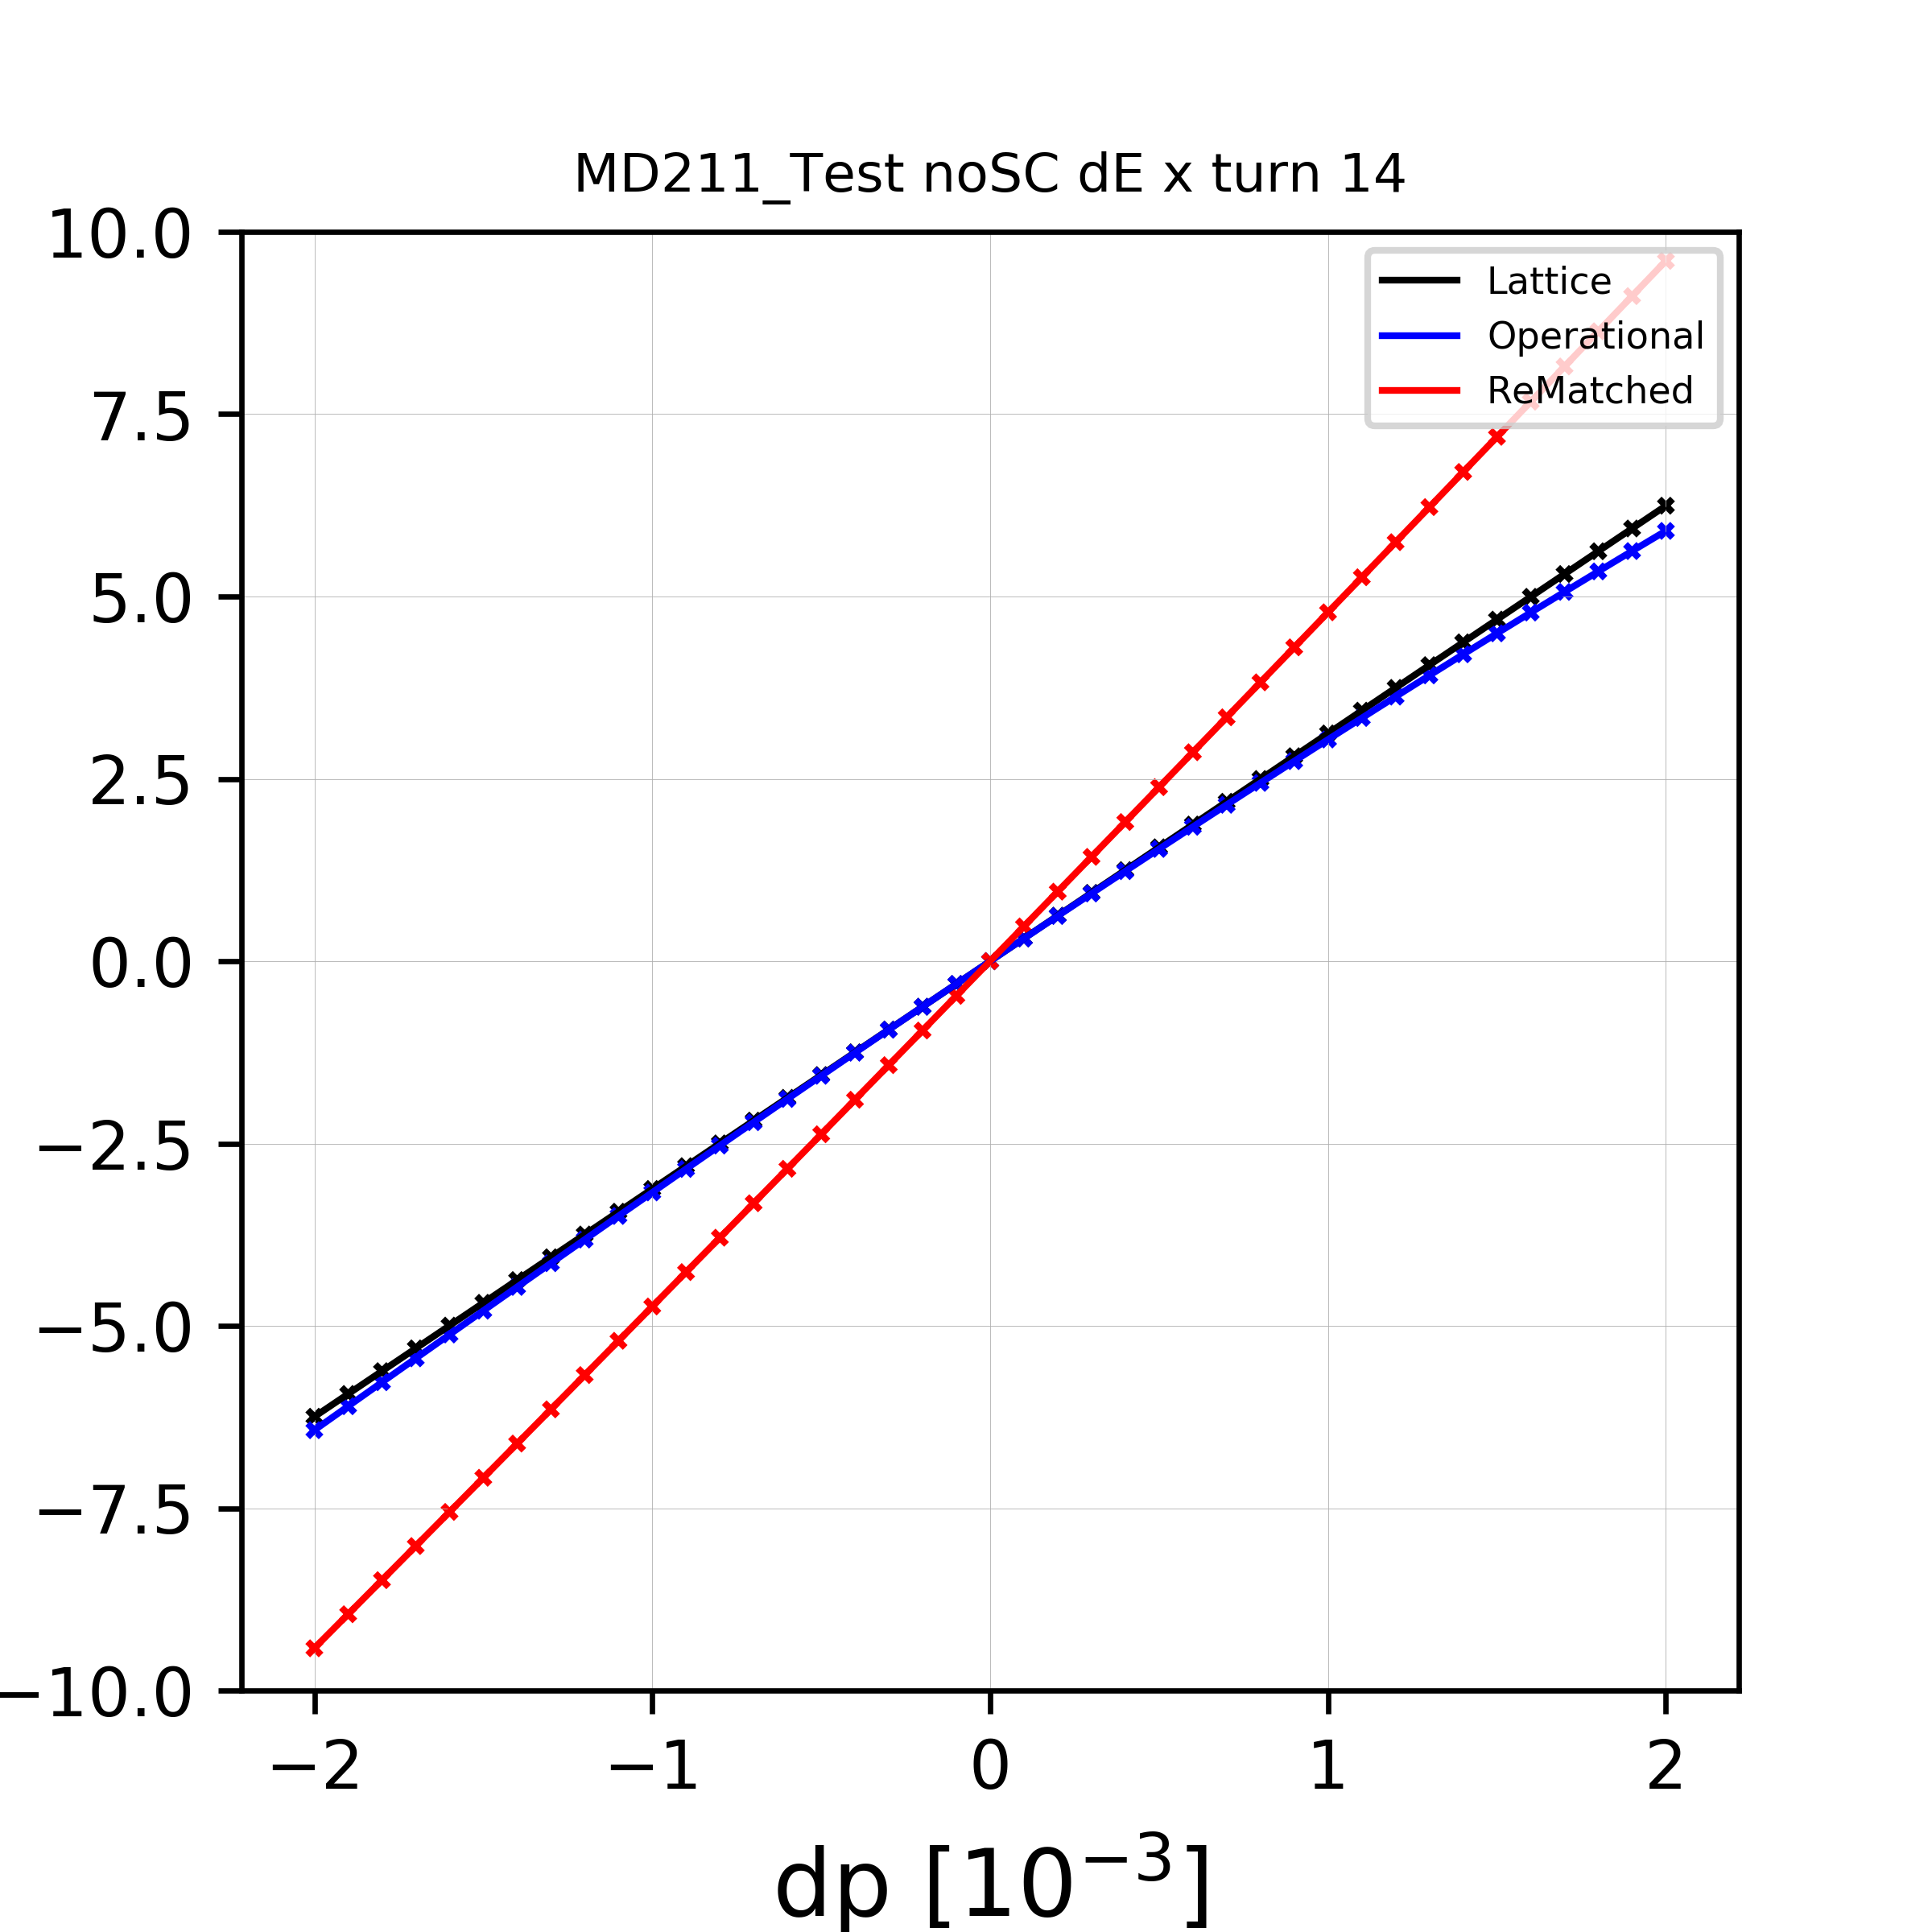 MD211_Test noSC dE x turn 14
10.0
7.5
5.0
2.5
0.0
−2.5
−5.0
−7.5
−10.0
Lattice
Operational
ReMatched
−2 −1 0 1 2
dp [10⁻³]